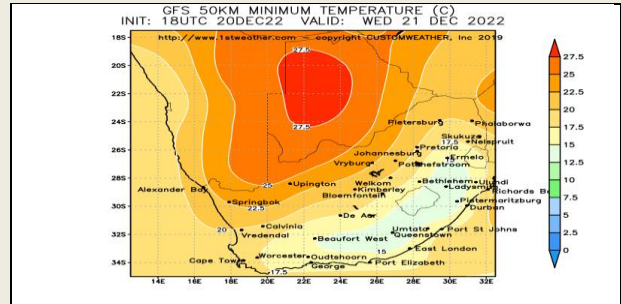 GFS 50KM MINIMUM TEMPERATURE (C)
INIT: 18UTC 20DEC22 VALID: WED 21 DEC 2022
http://www.1stweather.com copyright CUSTOMWEATHER, Inc 2019
18S
20S
22S
24S
26S
28S
30S
32S
34S
27.5
27.5
Pietersburg
Phalaborwa
Skukuza
17.5
Nelspruit
Pretoria
Johannesburg
15
Ermelo
Vryburg
Potchefstroom
25
Upington
Welkom
Bethlehem
Ulundi
Alexander Bay
Kimberley
Ladysmith
Richards B
Bloemfontein
Springbok
Pietermaritzburg
22.5
De Aar
Durban
20
Calvinia
Vredendal
Umtata
Port St Johns
Beaufort West
Queenstown
15
East London
Cape Town
Worcester
Oudtshoorn
17.5
George
Port Elizabeth
14E
16E
18E
20E
22E
24E
26E
28E
30E
32E
27.5
25
22.5
20
17.5
15
12.5
10
7.5
5
2.5
0